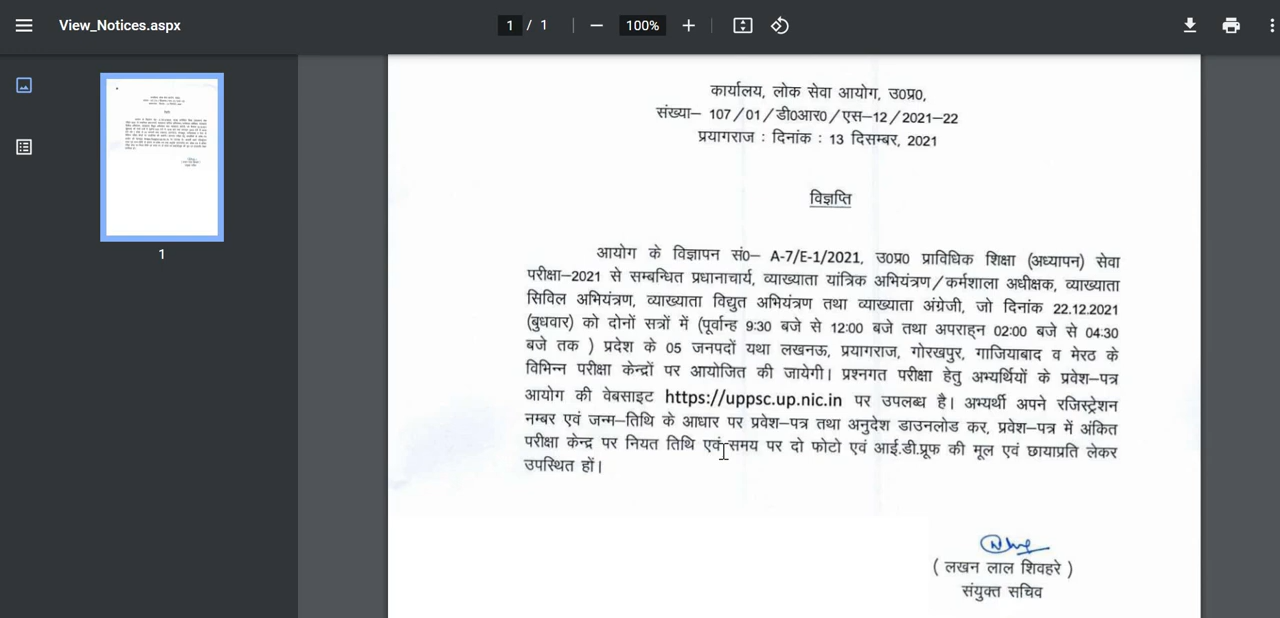 View_Notices.aspx
1 / 1
100%
1
कार्यालय, लोक सेवा आयोग, उ0प्र0,
संख्या– 107/01/डी0आर0/एस–12/2021–22
प्रयागराज : दिनांक : 13 दिसम्बर, 2021
विज्ञप्ति
आयोग के विज्ञापन सं0– A-7/E-1/2021, उ0प्र0 प्राविधिक शिक्षा (अध्यापन) सेवा
परीक्षा–2021 से सम्बन्धित प्रधानाचार्य, व्याख्याता यांत्रिक अभियंत्रण/कर्मशाला अधीक्षक, व्याख्याता
सिविल अभियंत्रण, व्याख्याता विद्युत अभियंत्रण तथा व्याख्याता अंग्रेजी, जो दिनांक 22.12.2021
(बुधवार) को दोनों सत्रों में (पूर्वान्ह 9:30 बजे से 12:00 बजे तथा अपराह्न 02:00 बजे से 04:30
बजे तक ) प्रदेश के 05 जनपदों यथा लखनऊ, प्रयागराज, गोरखपुर, गाजियाबाद व मेरठ के
विभिन्न परीक्षा केन्द्रों पर आयोजित की जायेगी। प्रश्नगत परीक्षा हेतु अभ्यर्थियों के प्रवेश–पत्र
आयोग की वेबसाइट https://uppsc.up.nic.in पर उपलब्ध है। अभ्यर्थी अपने रजिस्ट्रेशन
नम्बर एवं जन्म–तिथि के आधार पर प्रवेश–पत्र तथा अनुदेश डाउनलोड कर, प्रवेश–पत्र में अंकित
परीक्षा केन्द्र पर नियत तिथि एवं समय पर दो फोटो एवं आई.डी.प्रूफ की मूल एवं छायाप्रति लेकर
उपस्थित हों।
( लखन लाल शिवहरे )
संयुक्त सचिव